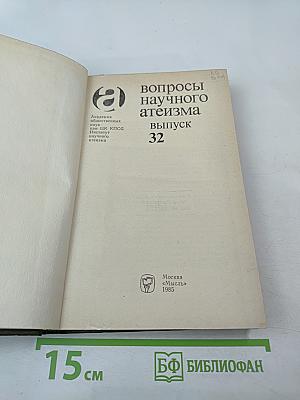 вопросы
научного
атеизма
выпуск
32
а
Академия
общественных
наук
при ЦК КПСС
Институт
научного
атеизма
Москва
«Мысль»
1985
15 см
БФ БИБЛИОФАН